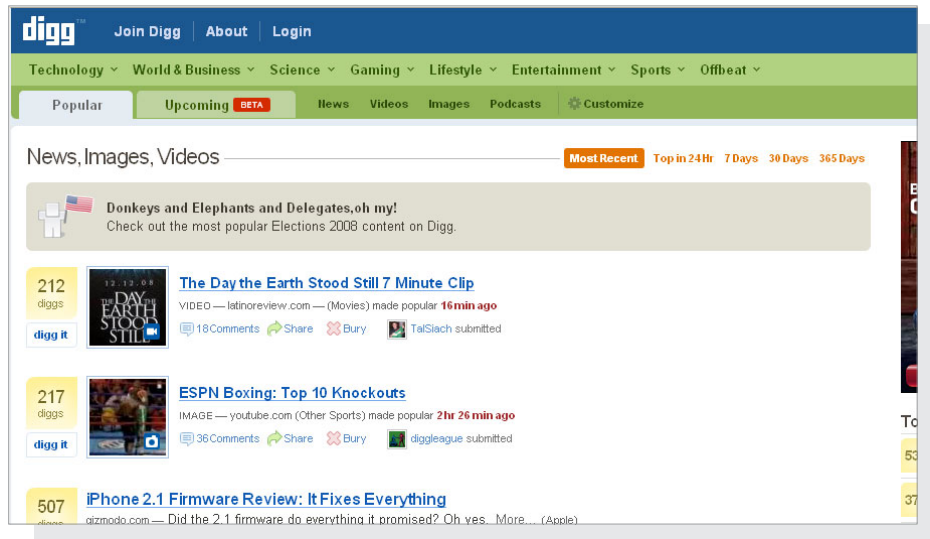 digg™ Join Digg About Login
Technology World & Business Science Gaming Lifestyle Entertainment Sports Offbeat
Popular Upcoming BETA News Videos Images Podcasts Customize
News, Images, Videos Most Recent Top in 24 Hr 7 Days 30 Days 365 Days
Donkeys and Elephants and Delegates, oh my!
Check out the most popular Elections 2008 content on Digg.
212
diggs
digg it
12.12.08
THE DAY THE
EARTH
STOOD
STILL
The Day the Earth Stood Still 7 Minute Clip
VIDEO — latinoreview.com — (Movies) made popular 16 min ago
18 Comments Share Bury TalSiach submitted
217
diggs
digg it
ESPN Boxing: Top 10 Knockouts
IMAGE — youtube.com (Other Sports) made popular 2 hr 26 min ago
36 Comments Share Bury diggleague submitted
507
diggs
iPhone 2.1 Firmware Review: It Fixes Everything
gizmodo.com — Did the 2.1 firmware do everything it promised? Oh yes. More... (Apple)
To
53
37